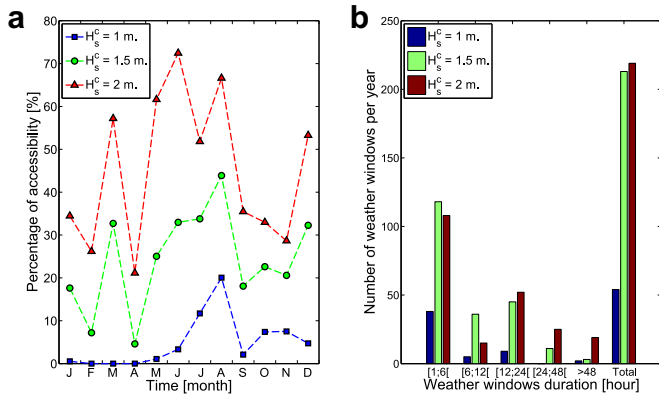 a
80
70
60
50
40
30
20
10
0
Percentage of accessibility [%]
H_s^c = 1 m.
H_s^c = 1.5 m.
H_s^c = 2 m.
J F M A M J J A S O N D
Time [month]
b
250
200
150
100
50
0
Number of weather windows per year
H_s^c = 1 m.
H_s^c = 1.5 m.
H_s^c = 2 m.
[1;6[ [6;12[ [12;24[ [24;48[ >48 Total
Weather windows duration [hour]